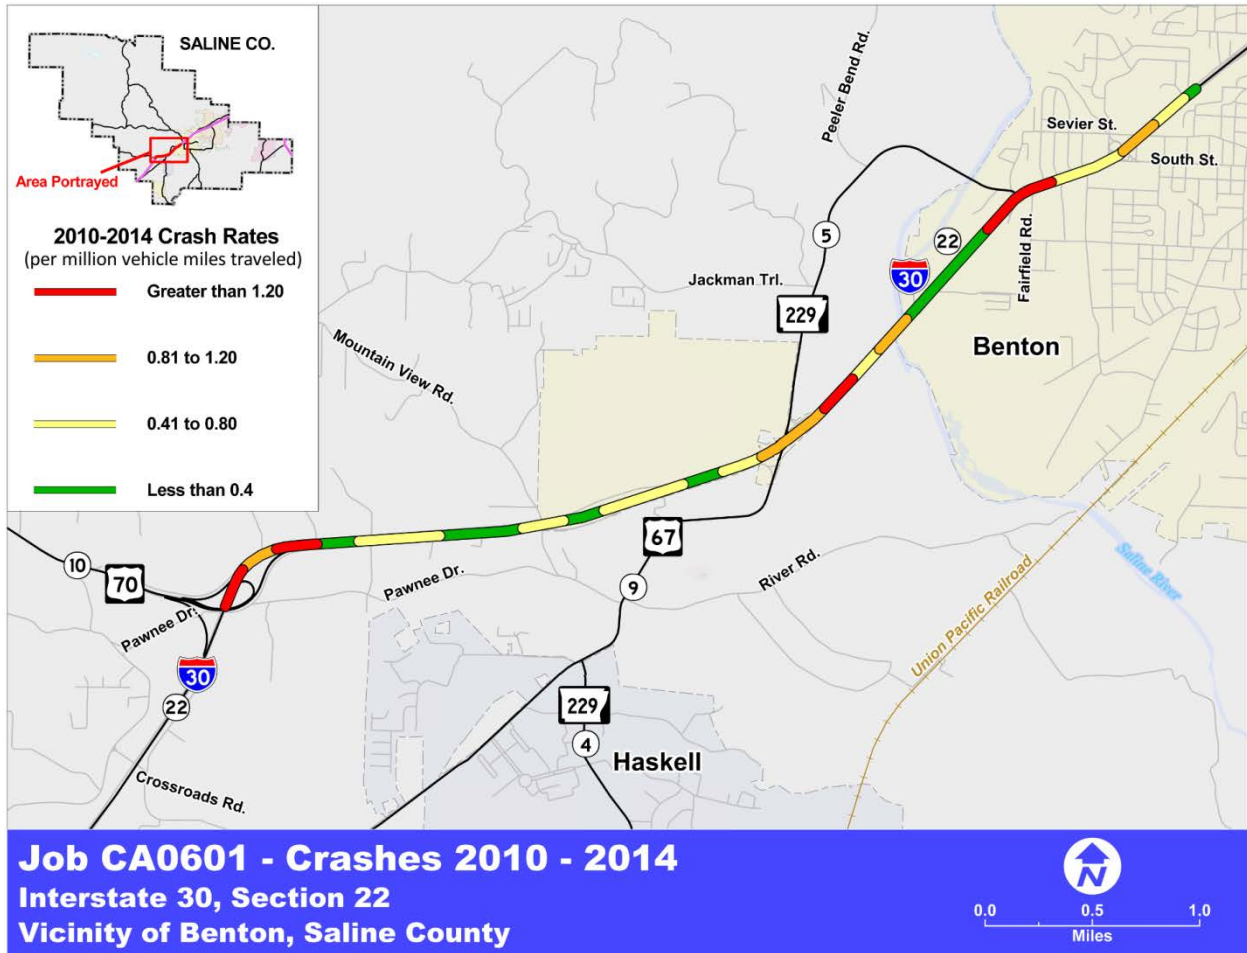 SALINE CO.
Area Portrayed
2010-2014 Crash Rates
(per million vehicle miles traveled)
Greater than 1.20
0.81 to 1.20
0.41 to 0.80
Less than 0.4
Peeler Bend Rd.
Sevier St.
South St.
5
22
30
Fairfield Rd.
Jackman Trl.
229
Benton
Mountain View Rd.
67
10
70
Pawnee Dr.
Pawnee Dr.
9
River Rd.
Union Pacific Railroad
Saline River
30
22
229
4
Haskell
Crossroads Rd.
Job CA0601 - Crashes 2010 - 2014
Interstate 30, Section 22
Vicinity of Benton, Saline County
N
0.0 0.5 1.0
Miles